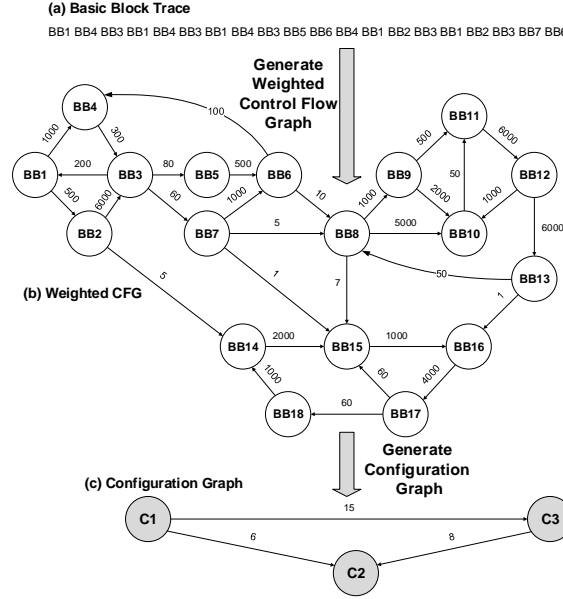 (a) Basic Block Trace
BB1 BB4 BB3 BB1 BB4 BB3 BB1 BB4 BB3 BB5 BB6 BB4 BB1 BB2 BB3 BB1 BB2 BB3 BB7 BB6
Generate
Weighted
Control Flow
Graph
BB4
BB11
100
1000
300
500
6000
BB1
200
BB3
80
BB5
500
BB6
BB9
50
BB12
500
6000
60
1000
10
1000
2000
1000
BB2
BB7
5
BB8
5000
BB10
6000
(b) Weighted CFG
5
1
7
50
BB13
1
BB14
2000
BB15
1000
BB16
1000
60
4000
BB18
60
BB17
Generate
Configuration
Graph
(c) Configuration Graph
C1
15
C3
6
8
C2